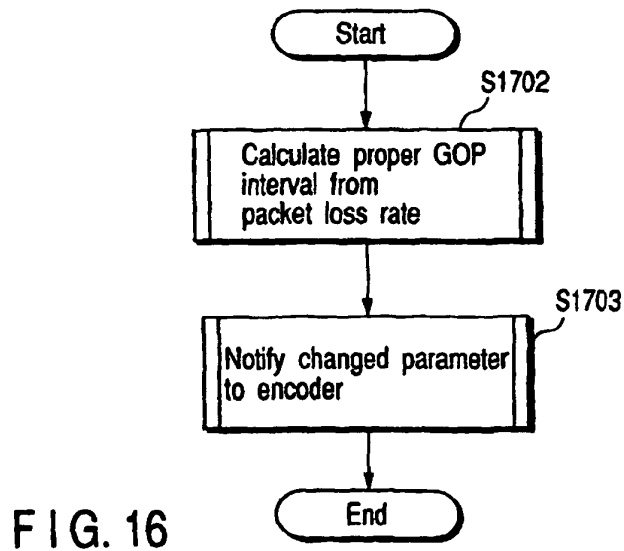 Start
S1702
Calculate proper GOP
interval from
packet loss rate
S1703
Notify changed parameter
to encoder
End
FIG. 16